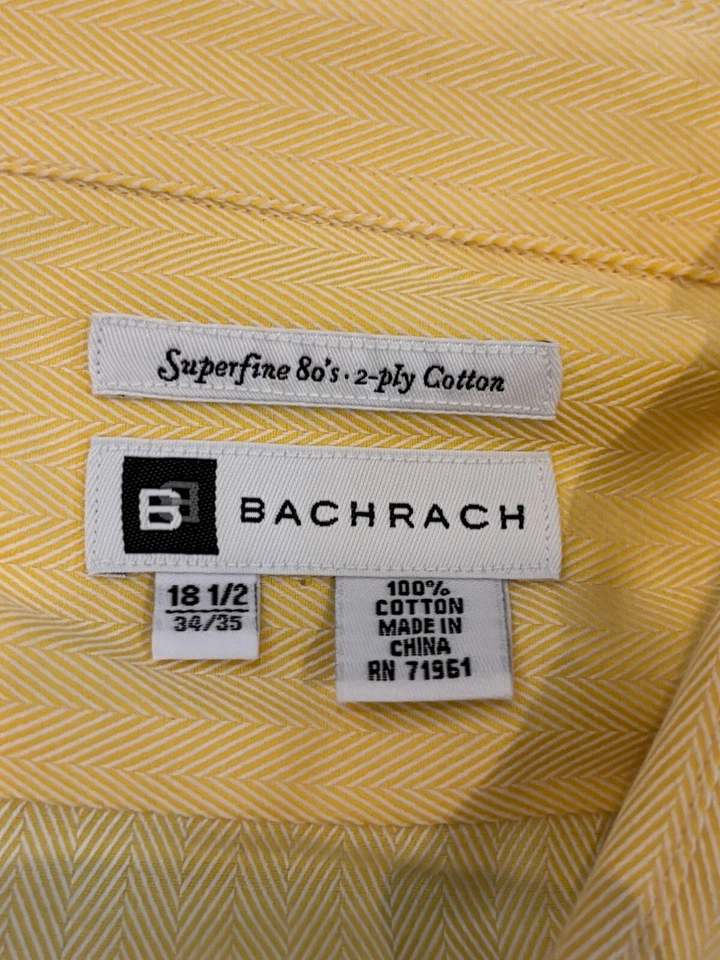 Superfine 80's · 2-ply Cotton
B BACHRACH
18 1/2
34/35
100%
COTTON
MADE IN
CHINA
RN 71961